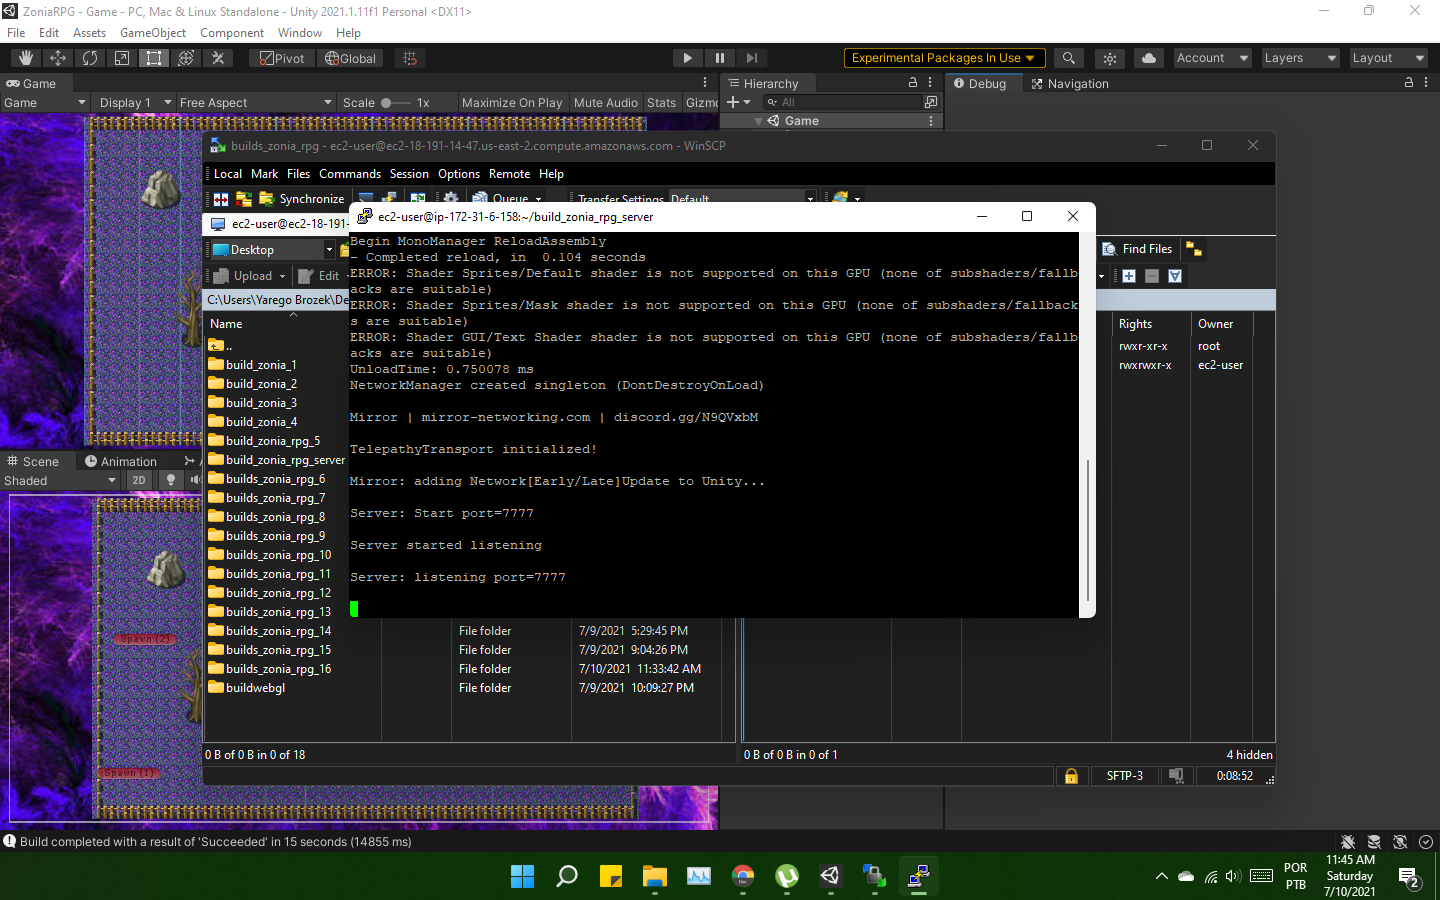 ZoniaRPG - Game - PC, Mac & Linux Standalone - Unity 2021.1.11f1 Personal <DX11>
File Edit Assets GameObject Component Window Help
Pivot Global Experimental Packages In Use Account Layers Layout
Game Hierarchy Debug Navigation
Game Display 1 Free Aspect Scale 1x Maximize On Play Mute Audio Stats Gizm All
Game
builds_zonia_rpg - ec2-user@ec2-18-191-14-47.us-east-2.compute.amazonaws.com - WinSCP
Local Mark Files Commands Session Options Remote Help
Synchronize Queue Transfer Settings Default
ec2-user@ec2-18-191-
ec2-user@ip-172-31-6-158:~/build_zonia_rpg_server
Desktop Find Files
Upload Edit
C:\Users\Yarego Brozek\De
Name Rights Owner
.. rwxr-xr-x root
build_zonia_1 rwxrwxr-x ec2-user
build_zonia_2
build_zonia_3
build_zonia_4
build_zonia_rpg_5
build_zonia_rpg_server
builds_zonia_rpg_6
builds_zonia_rpg_7
builds_zonia_rpg_8
builds_zonia_rpg_9
builds_zonia_rpg_10
builds_zonia_rpg_11
builds_zonia_rpg_12
builds_zonia_rpg_13
builds_zonia_rpg_14 File folder 7/9/2021 5:29:45 PM
builds_zonia_rpg_15 File folder 7/9/2021 9:04:26 PM
builds_zonia_rpg_16 File folder 7/10/2021 11:33:42 AM
buildwebgl File folder 7/9/2021 10:09:27 PM
Begin MonoManager ReloadAssembly
- Completed reload, in 0.104 seconds
ERROR: Shader Sprites/Default shader is not supported on this GPU (none of subshaders/fallb
acks are suitable)
ERROR: Shader Sprites/Mask shader is not supported on this GPU (none of subshaders/fallback
s are suitable)
ERROR: Shader GUI/Text Shader shader is not supported on this GPU (none of subshaders/fallb
acks are suitable)
UnloadTime: 0.750078 ms
NetworkManager created singleton (DontDestroyOnLoad)
Mirror | mirror-networking.com | discord.gg/N9QVxbM
TelepathyTransport initialized!
Mirror: adding Network[Early/Late]Update to Unity...
Server: Start port=7777
Server started listening
Server: listening port=7777
0 B of 0 B in 0 of 18 0 B of 0 B in 0 of 1 4 hidden
SFTP-3 0:08:52
Scene Animation
Shaded 2D
Spawn (2)
Spawn (1)
Build completed with a result of 'Succeeded' in 15 seconds (14855 ms)
Dev
POR
PTB
11:45 AM
Saturday
7/10/2021
2